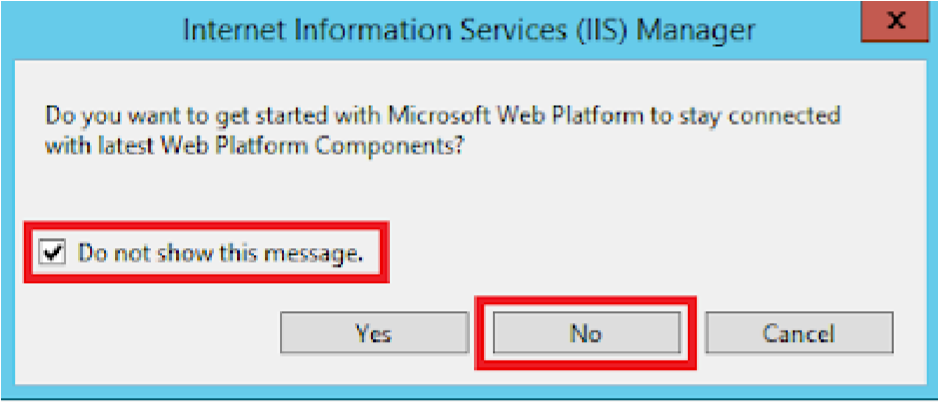 Internet Information Services (IIS) Manager
x
Do you want to get started with Microsoft Web Platform to stay connected
with latest Web Platform Components?
Do not show this message.
Yes No Cancel